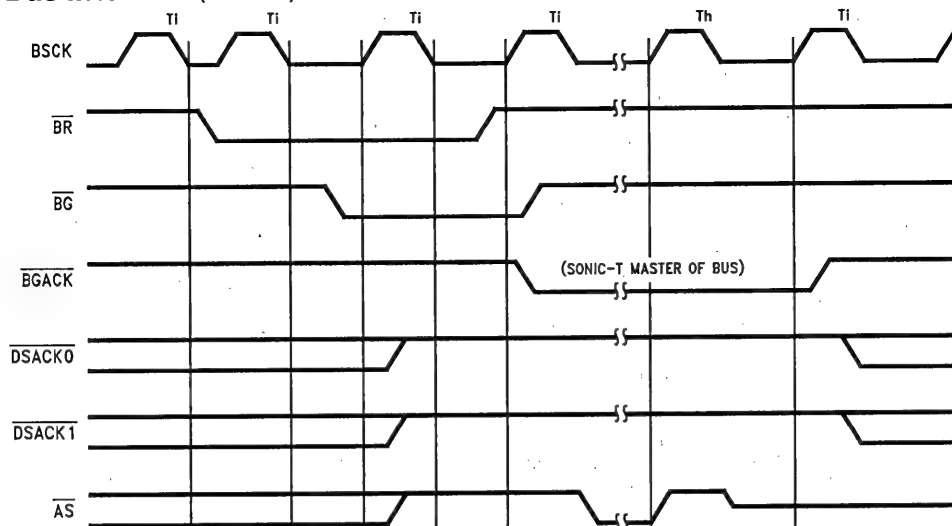 Ti Ti Ti Ti Th Ti
BSCK
BR
BG
BGACK
(SONIC-T MASTER OF BUS)
DSACK0
DSACK1
AS